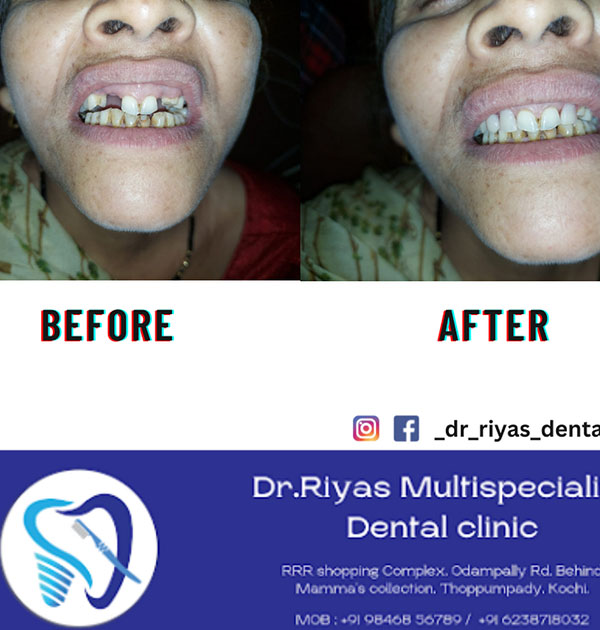 BEFORE
AFTER
_dr_riyas_denta
Dr.Riyas Multispeciali
Dental clinic
RRR shopping Complex, Odampally Rd. Behind
Mamma's collection, Thoppumpady, Kochi.
MOB : +91 98468 56789 / +91 6238718032